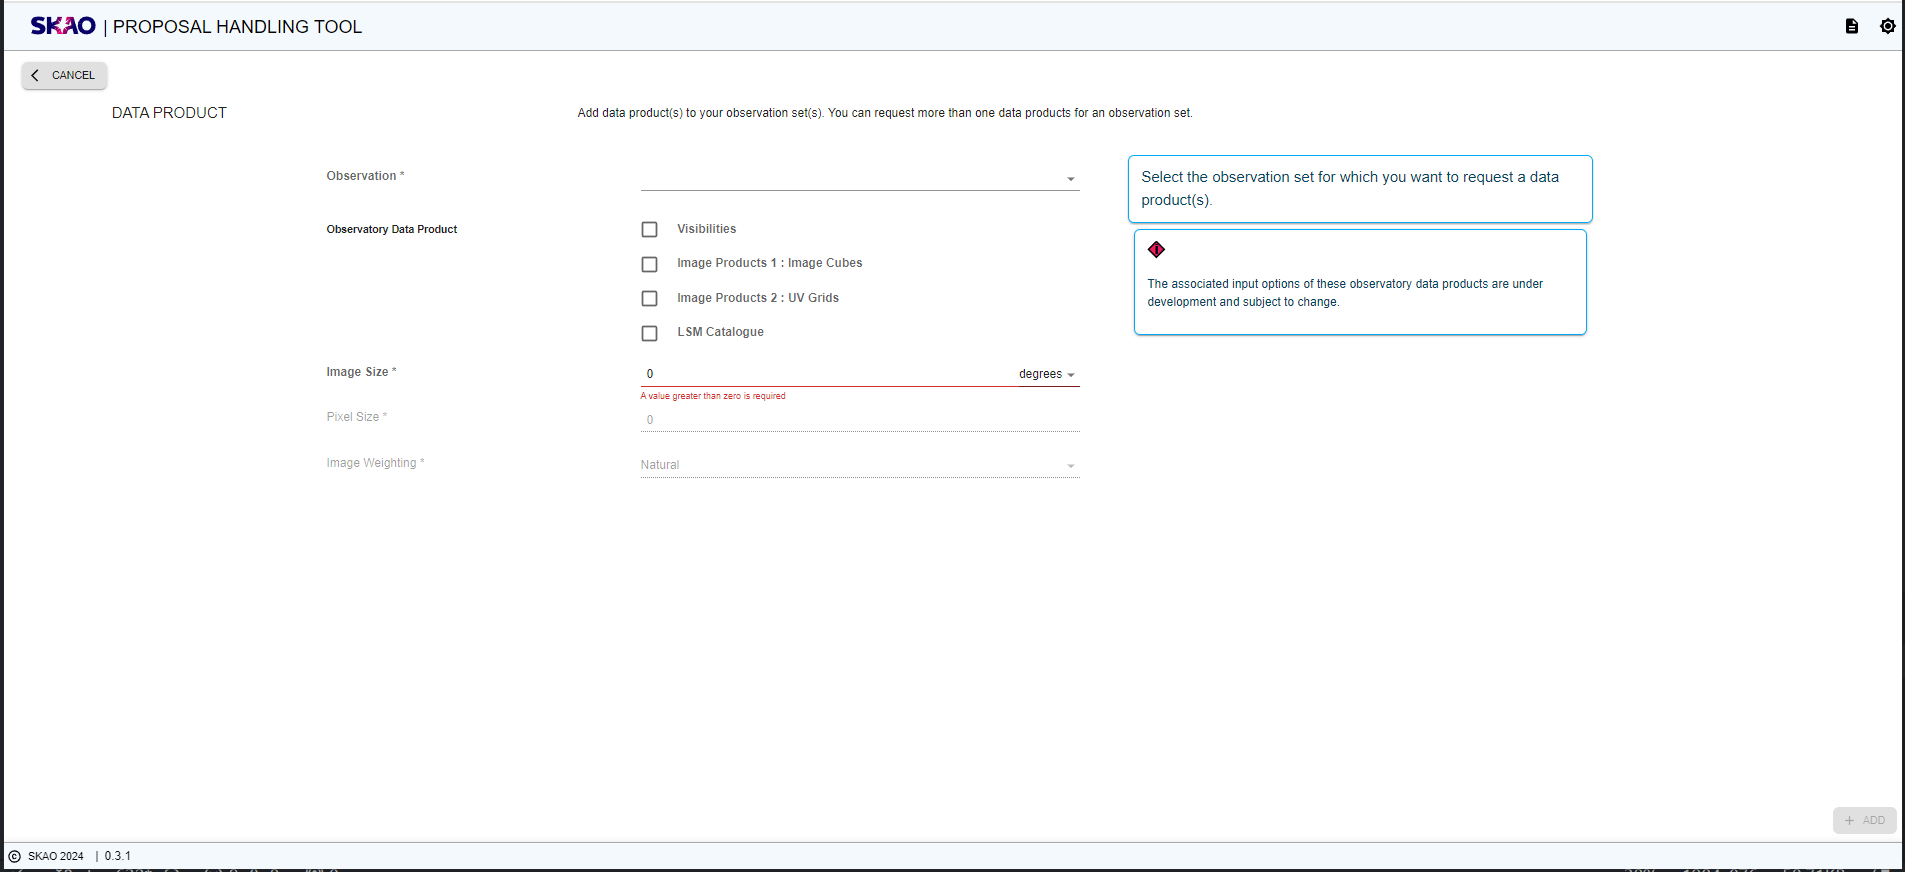 SKAO | PROPOSAL HANDLING TOOL
CANCEL
DATA PRODUCT
Add data product(s) to your observation set(s). You can request more than one data products for an observation set.
Observation *
Select the observation set for which you want to request a data
product(s).
Observatory Data Product
Visibilities
Image Products 1 : Image Cubes
Image Products 2 : UV Grids
LSM Catalogue
The associated input options of these observatory data products are under
development and subject to change.
Image Size *
0
degrees
A value greater than zero is required
Pixel Size *
0
Image Weighting *
Natural
+ ADD
© SKAO 2024 | 0.3.1